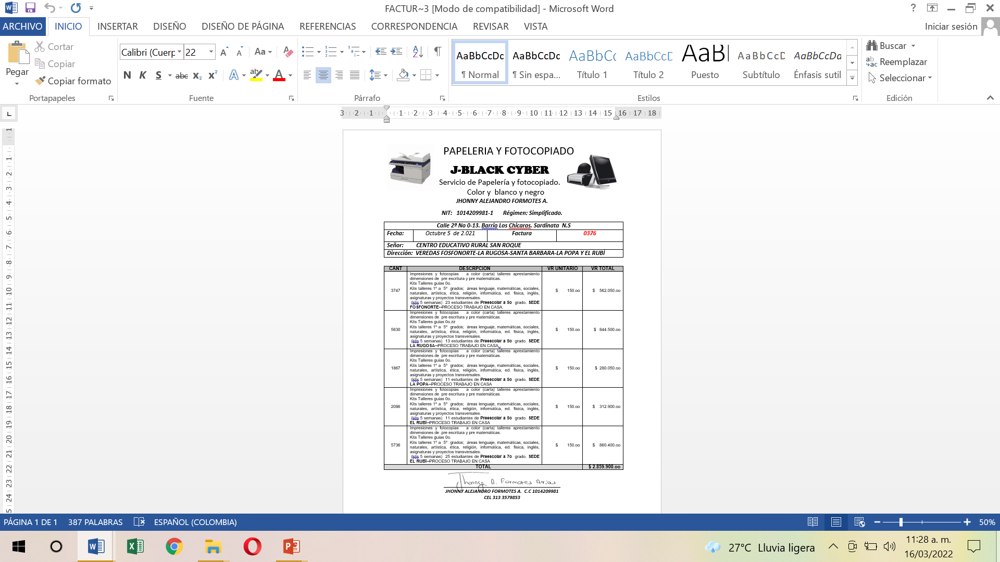 FACTUR~3 [Modo de compatibilidad] - Microsoft Word
ARCHIVO INICIO INSERTAR DISEÑO DISEÑO DE PÁGINA REFERENCIAS CORRESPONDENCIA REVISAR VISTA Iniciar sesión
Pegar
Cortar
Copiar
Copiar formato
Calibri (Cuerp 22
N K S abc X₂ X²
AaBbCcDc AaBbCcDc AaBbCc AaBbCcD AaB AaBbCcD AaBbCcDa
¶ Normal ¶ Sin espa... Título 1 Título 2 Puesto Subtítulo Énfasis sutil
Buscar
Reemplazar
Seleccionar
Portapapeles Fuente Párrafo Estilos Edición
3 2 1 1 2 3 4 5 6 7 8 9 10 11 12 13 14 15 16 17 18
PAPELERIA Y FOTOCOPIADO
J-BLACK CYBER
Servicio de Papelería y fotocopiado.
Color y blanco y negro
JHONNY ALEJANDRO FORMOTES A.
NIT: 1014209981-1 Régimen: Simplificado.
Calle 2ª No 0-13. Barrio Los Chicaros. Sardinata N.S
Fecha: Octubre 5 de 2.021 Factura 0376
Señor: CENTRO EDUCATIVO RURAL SAN ROQUE
Dirección: VEREDAS FOSFONORTE-LA RUGOSA-SANTA BARBARA-LA POPA Y EL RUBÍ
CANT DESCRPCION VR UNITARIO VR TOTAL
Impresiones y fotocopias a color (carta) talleres aprestamiento
dimensiones de pre escritura y pre matemáticas.
Kits Talleres guías 0o.
Kits talleres 1º a 5º grados; áreas lenguaje, matemáticas, sociales,
3747 naturales, artística, ética, religión, informática, ed. física, inglés, $ 150.oo $ 562.050.oo
asignaturas y proyectos transversales.
(kits 5 semanas) 23 estudiantes de Preescolar a 5o grado. SEDE
FOSFONORTE--PROCESO TRABAJO EN CASA.
Impresiones y fotocopias a color (carta) talleres aprestamiento
dimensiones de pre escritura y pre matemáticas.
Kits Talleres guías 0o.zz
Kits talleres 1º a 5º grados; áreas lenguaje, matemáticas, sociales,
5630 naturales, artística, ética, religión, informática, ed. física, inglés, $ 150.oo $ 844.500.oo
asignaturas y proyectos transversales.
(kits 5 semanas) 13 estudiantes de Preescolar a 5o grado. SEDE
LA RUGOSA--PROCESO TRABAJO EN CASA.
Impresiones y fotocopias a color (carta) talleres aprestamiento
dimensiones de pre escritura y pre matemáticas.
Kits Talleres guías 0o.
Kits talleres 1º a 5º grados; áreas lenguaje, matemáticas, sociales,
1867 naturales, artística, ética, religión, informática, ed. física, inglés, $ 150.oo $ 280.050.oo
asignaturas y proyectos transversales.
(kits 5 semanas) 11 estudiantes de Preescolar a 5o grado. SEDE
LA POPA--PROCESO TRABAJO EN CASA
Impresiones y fotocopias a color (carta) talleres aprestamiento
dimensiones de pre escritura y pre matemáticas.
Kits Talleres guías 0o.
Kits talleres 1º a 5º grados; áreas lenguaje, matemáticas, sociales,
2086 naturales, artística, ética, religión, informática, ed. física, inglés, $ 150.oo $ 312.900.oo
asignaturas y proyectos transversales.
(kits 5 semanas) 11 estudiantes de Preescolar a 5o grado. SEDE
EL RUBÍ--PROCESO TRABAJO EN CASA
Impresiones y fotocopias a color (carta) talleres aprestamiento
dimensiones de pre escritura y pre matemáticas.
Kits Talleres guías 0o.
Kits talleres 1º a 5º grados; áreas lenguaje, matemáticas, sociales,
5736 naturales, artística, ética, religión, informática, ed. física, inglés, $ 150.oo $ 860.400.oo
asignaturas y proyectos transversales.
(kits 5 semanas) 25 estudiantes de Preescolar a 7o grado. SEDE
EL RUBÍ--PROCESO TRABAJO EN CASA
TOTAL $ 2.859.900.oo
Jhonny A. Formotes Arias
JHONNY ALEJANDRO FORMOTES A. C.C 1014209981
CEL 313 3579853
PÁGINA 1 DE 1 387 PALABRAS ESPAÑOL (COLOMBIA) 50%
27°C Lluvia ligera
11:28 a. m.
16/03/2022